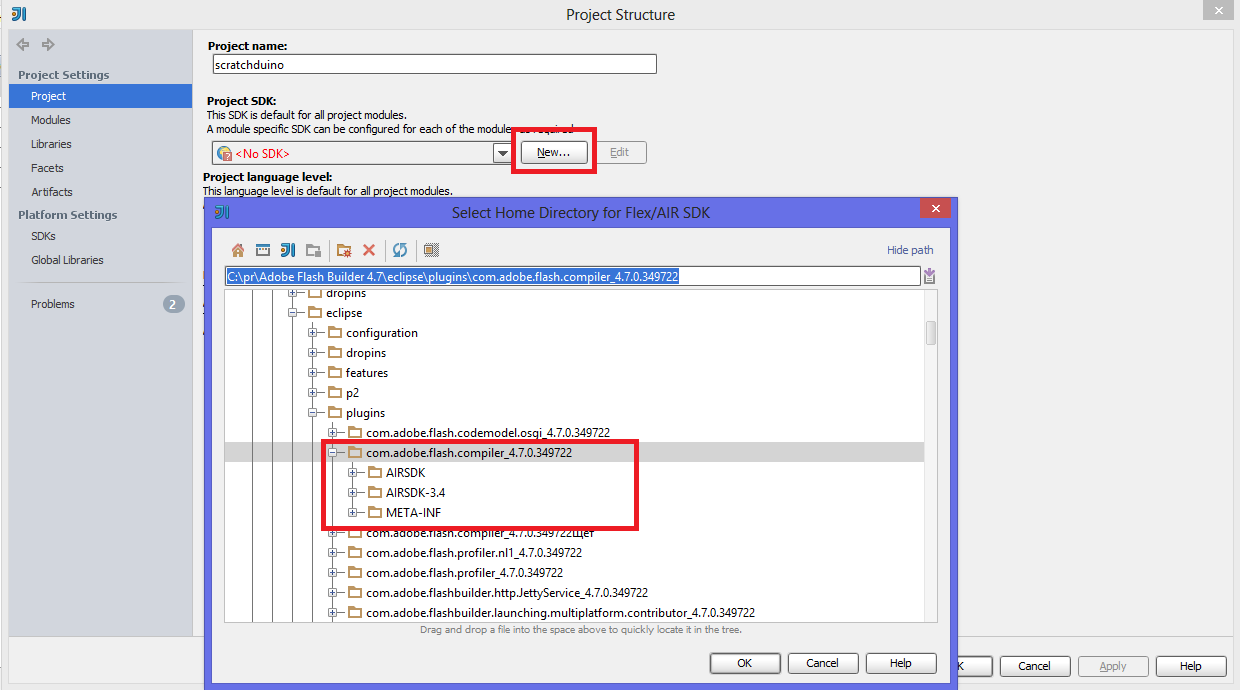 Project Structure
Project Settings
Project
Modules
Libraries
Facets
Artifacts
Platform Settings
SDKs
Global Libraries
Problems
2
Project name:
scratchduino
Project SDK:
This SDK is default for all project modules.
A module specific SDK can be configured for each of the modules as required.
<No SDK>
New...
Edit
Project language level:
This language level is default for all project modules.
Select Home Directory for Flex/AIR SDK
Hide path
C:\pr\Adobe Flash Builder 4.7\eclipse\plugins\com.adobe.flash.compiler_4.7.0.349722
dropins
eclipse
configuration
dropins
features
p2
plugins
com.adobe.flash.codemodel.osgi_4.7.0.349722
com.adobe.flash.compiler_4.7.0.349722
AIRSDK
AIRSDK-3.4
META-INF
com.adobe.flash.compiler_4.7.0.349722Щет
com.adobe.flash.profiler.nl1_4.7.0.349722
com.adobe.flash.profiler_4.7.0.349722
com.adobe.flashbuilder.http.JettyService_4.7.0.349722
com.adobe.flashbuilder.launching.multiplatform.contributor_4.7.0.349722
Drag and drop a file into the space above to quickly locate it in the tree.
OK
Cancel
Help
K
Cancel
Apply
Help